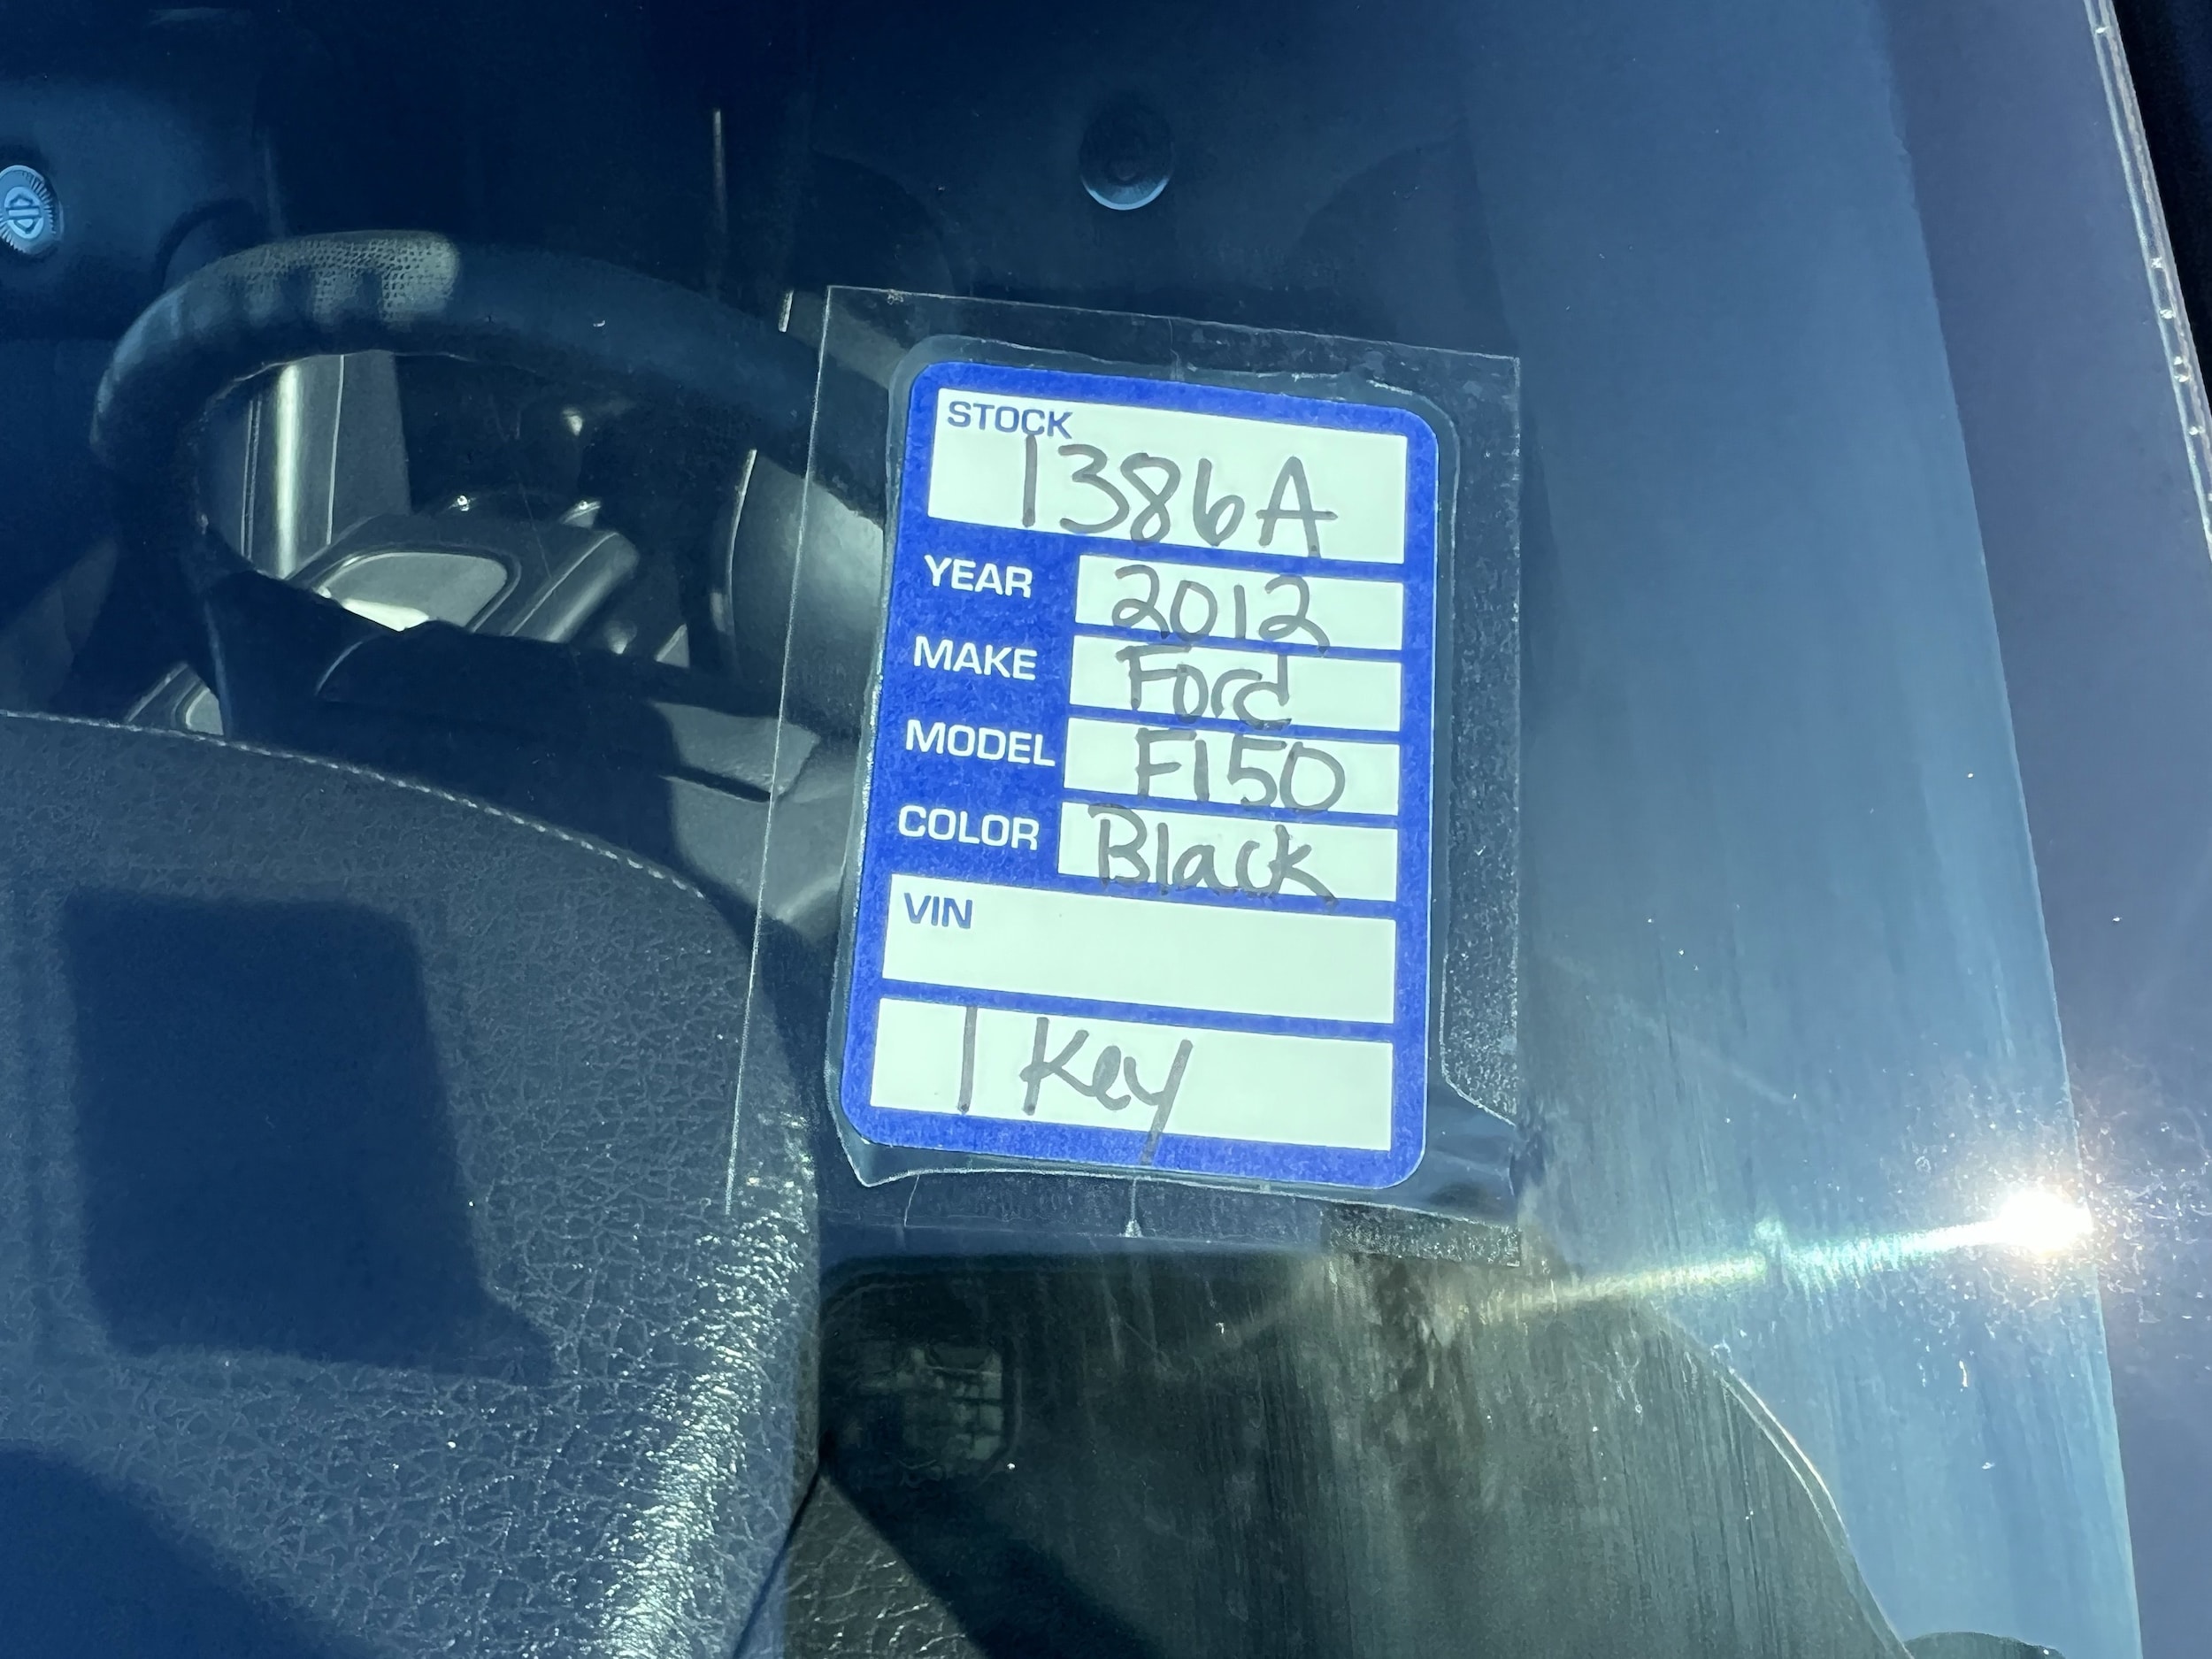 STOCK
1386A
YEAR 2012
MAKE Ford
MODEL F150
COLOR Black
VIN
1 Key